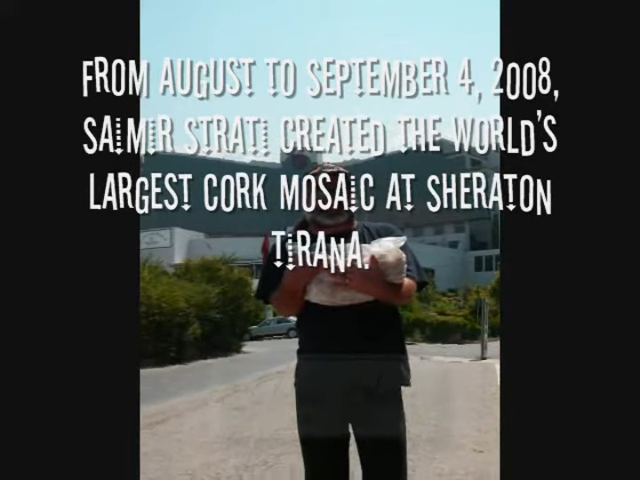 FROM AUGUST TO SEPTEMBER 4, 2008,
SAIMIR STRATI CREATED THE WORLD'S
LARGEST CORK MOSAIC AT SHERATON
TIRANA.